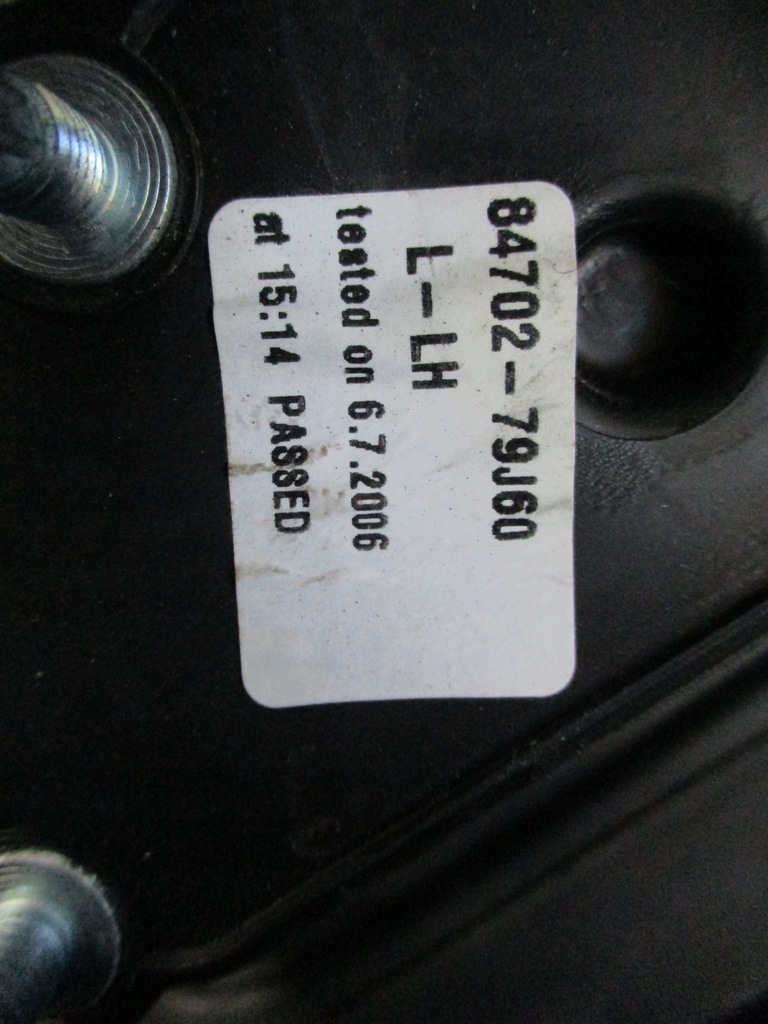 84702-79J60
L-LH
tested on 6.7.2006
at 15:14 PASSED